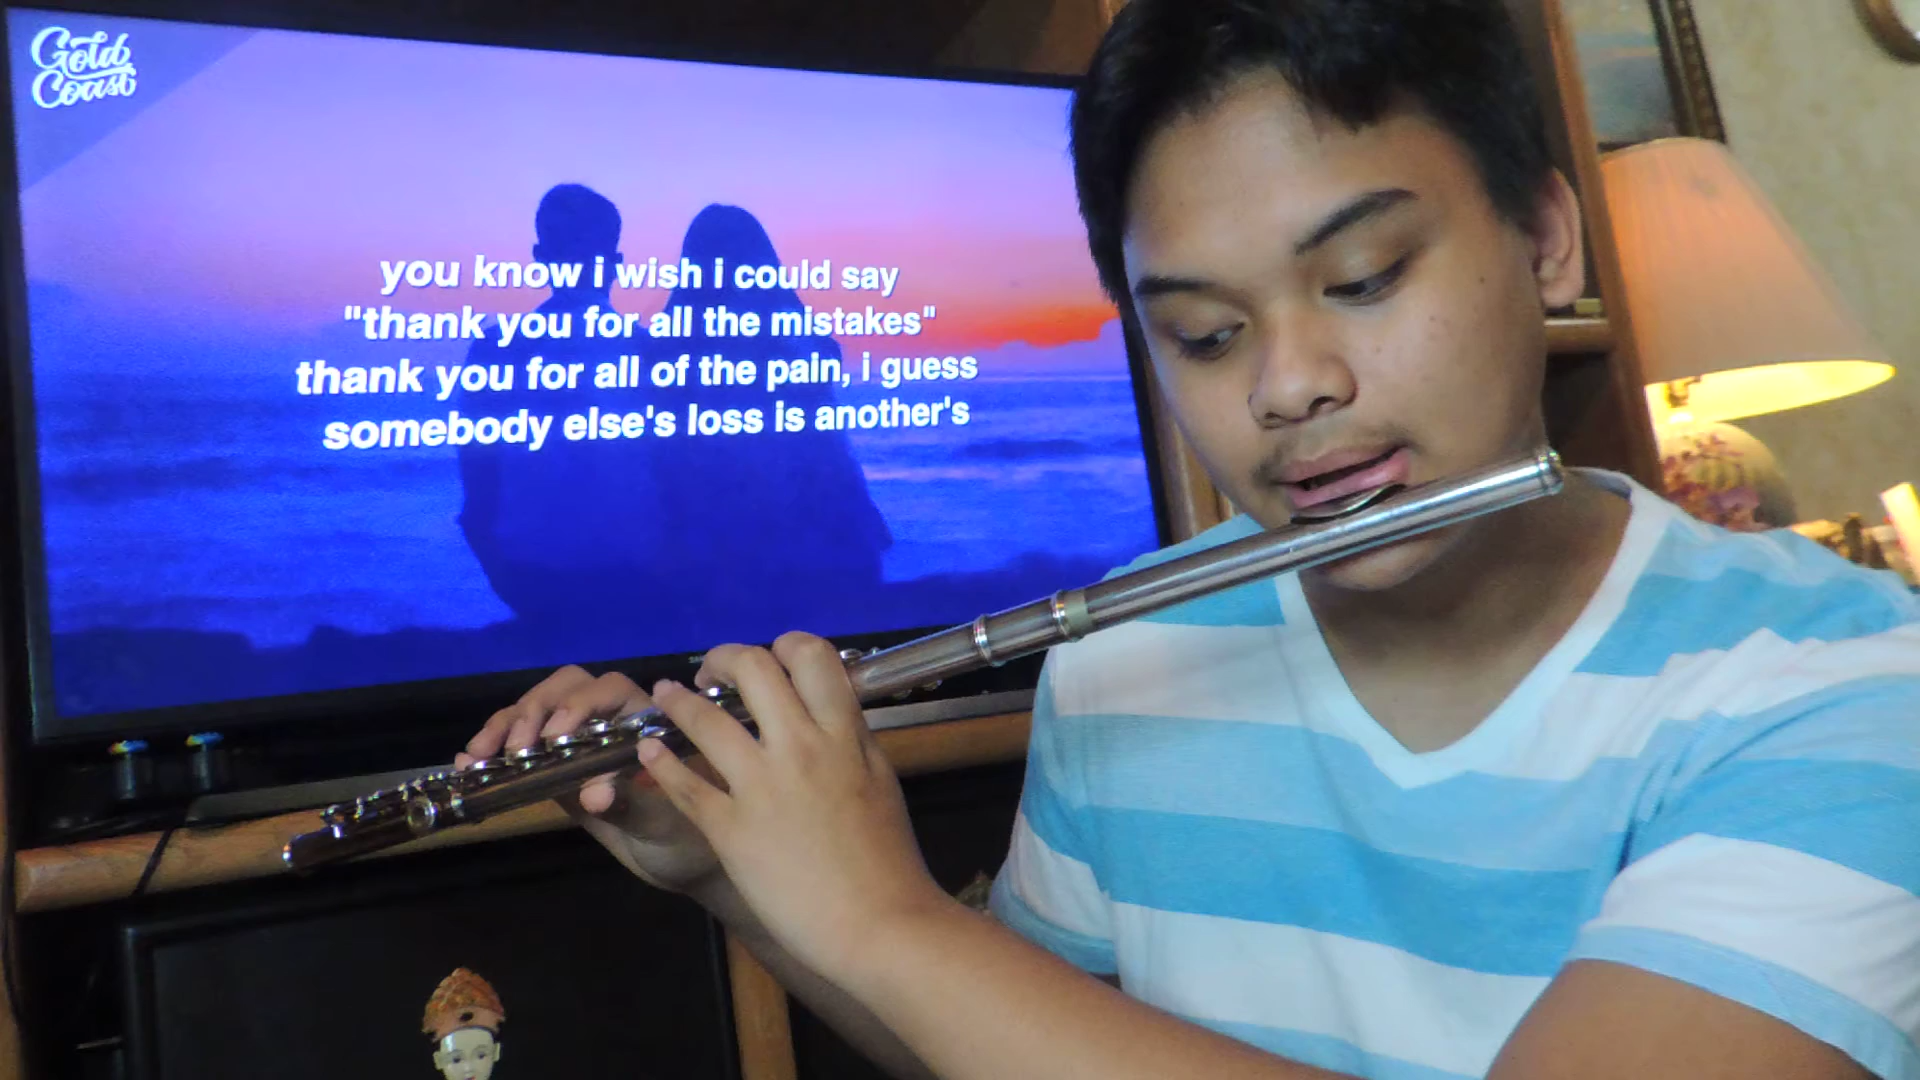 Gold
Coast
you know i wish i could say
"thank you for all the mistakes"
thank you for all of the pain, i guess
somebody else's loss is another's